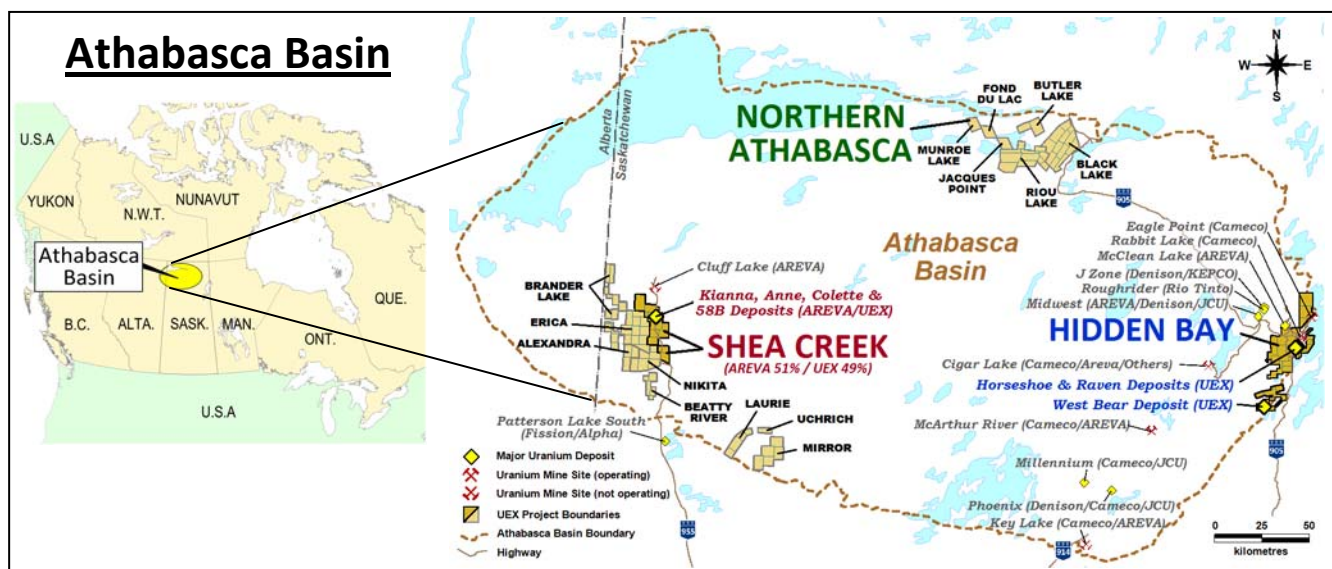 Athabasca Basin
U.S.A
YUKON
N.W.T.
NUNAVUT
Athabasca
Basin
B.C.
ALTA.
SASK.
MAN.
ONT.
QUE.
U.S.A
Alberta
Saskatchewan
N
W
E
S
NORTHERN
ATHABASCA
MUNROE
LAKE
FOND
DU LAC
BUTLER
LAKE
JACQUES
POINT
RIOU
LAKE
BLACK
LAKE
905
Athabasca
Basin
BRANDER
LAKE
ERICA
ALEXANDRA
Cluff Lake (AREVA)
Kianna, Anne, Colette &
58B Deposits (AREVA/UEX)
SHEA CREEK
(AREVA 51% / UEX 49%)
NIKITA
BEATTY
RIVER
LAURIE
UCHRICH
MIRROR
Patterson Lake South
(Fission/Alpha)
955
Eagle Point (Cameco)
Rabbit Lake (Cameco)
McClean Lake (AREVA)
J Zone (Denison/KEPCO)
Roughrider (Rio Tinto)
Midwest (AREVA/Denison/JCU)
HIDDEN BAY
Cigar Lake (Cameco/Areva/Others)
Horseshoe & Raven Deposits (UEX)
West Bear Deposit (UEX)
McArthur River (Cameco/AREVA)
905
Millennium (Cameco/JCU)
Phoenix (Denison/Cameco/JCU)
Key Lake (Cameco/AREVA)
914
Major Uranium Deposit
Uranium Mine Site (operating)
Uranium Mine Site (not operating)
UEX Project Boundaries
Athabasca Basin Boundary
Highway
0 25 50
kilometres